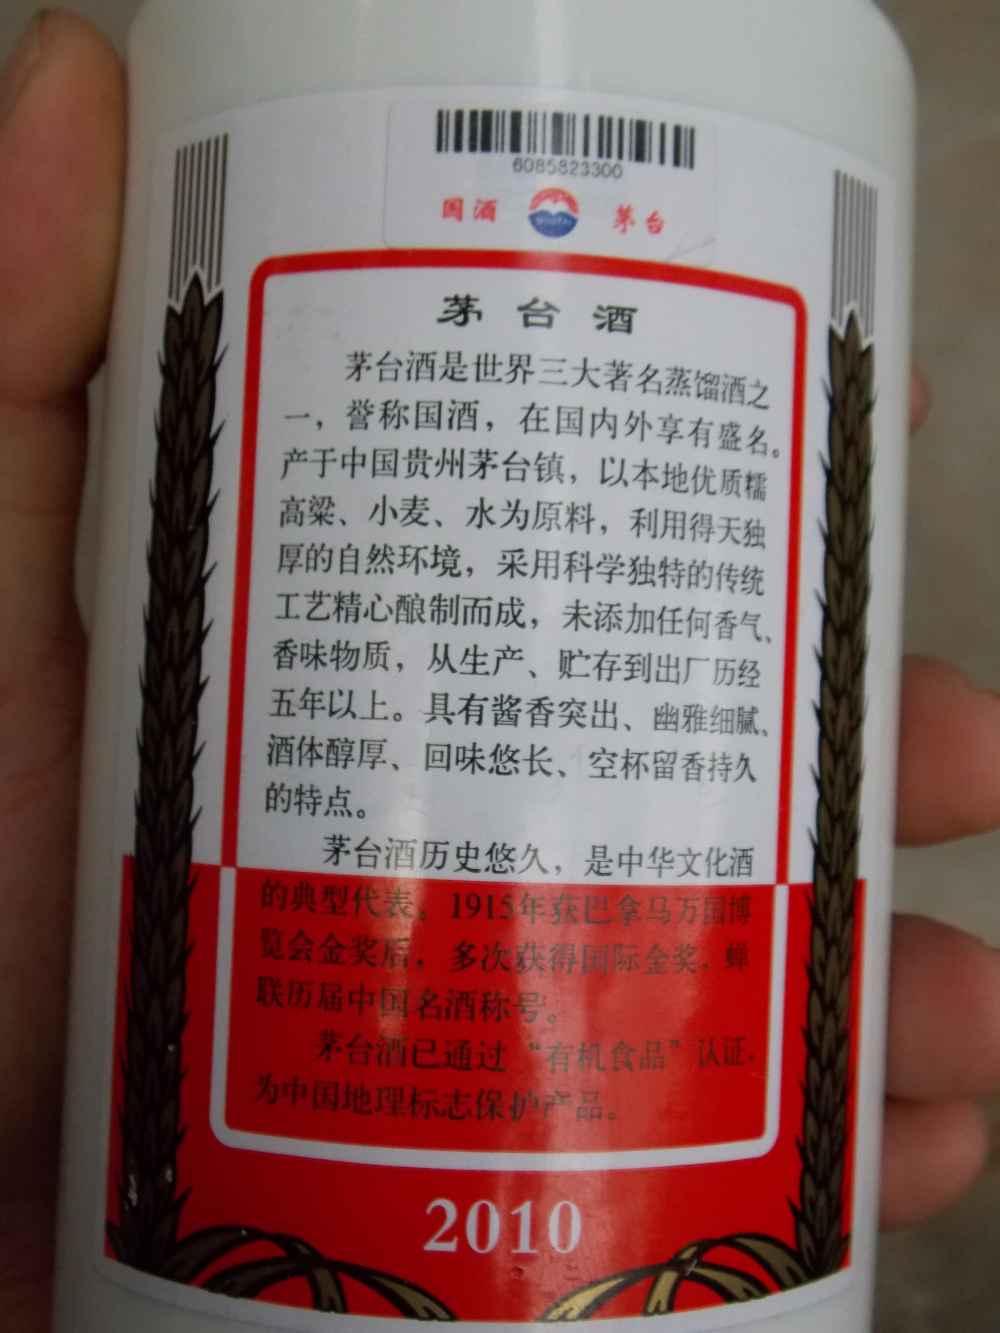 6085823300
国酒 茅台
茅台酒
茅台酒是世界三大著名蒸馏酒之
一，誉称国酒，在国内外享有盛名。
产于中国贵州茅台镇，以本地优质糯
高粱、小麦、水为原料，利用得天独
厚的自然环境，采用科学独特的传统
工艺精心酿制而成，未添加任何香气、
香味物质，从生产、贮存到出厂历经
五年以上。具有酱香突出、幽雅细腻、
酒体醇厚、回味悠长、空杯留香持久
的特点。
茅台酒历史悠久，是中华文化酒
的典型代表。1915年获巴拿马万国博
览会金奖后，多次获得国际金奖，蝉
联历届中国名酒称号。
茅台酒已通过“有机食品”认证，
为中国地理标志保护产品。
2010